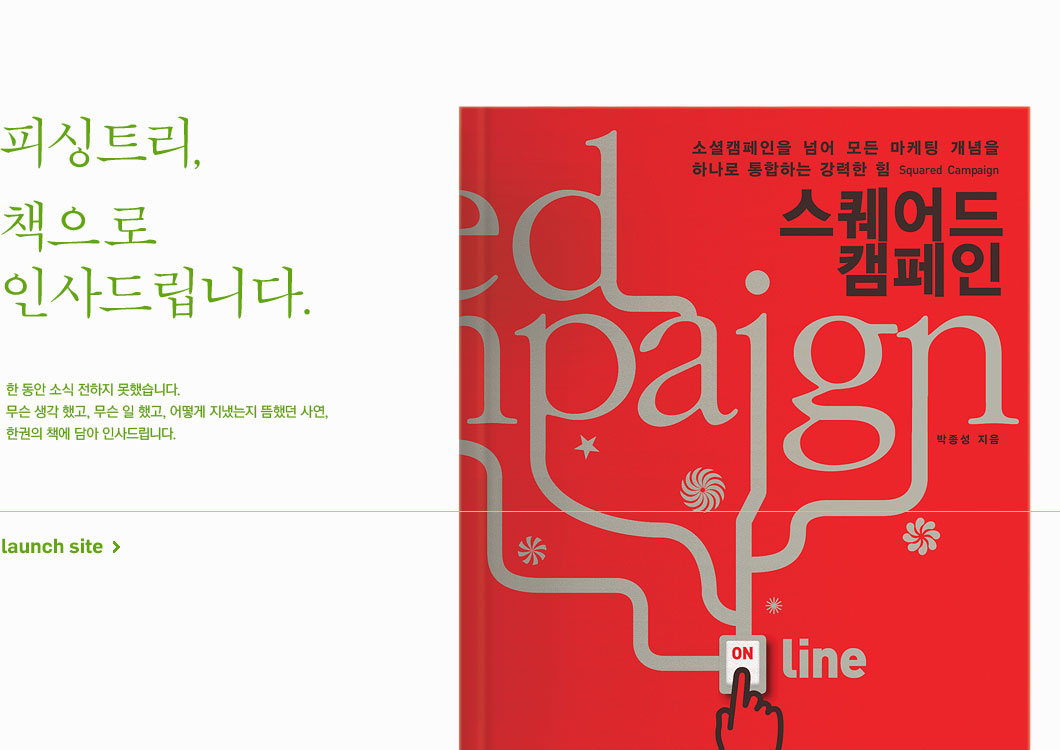 피싱트리,
책으로
인사드립니다.
한 동안 소식 전하지 못했습니다.
무슨 생각 했고, 무슨 일 했고, 어떻게 지냈는지 뜸했던 사연,
한권의 책에 담아 인사드립니다.
launch site >
소셜캠페인을 넘어 모든 마케팅 개념을
하나로 통합하는 강력한 힘 Squared Campaign
스퀘어드
캠페인
ed
mpaign
박종성 지음
ON line